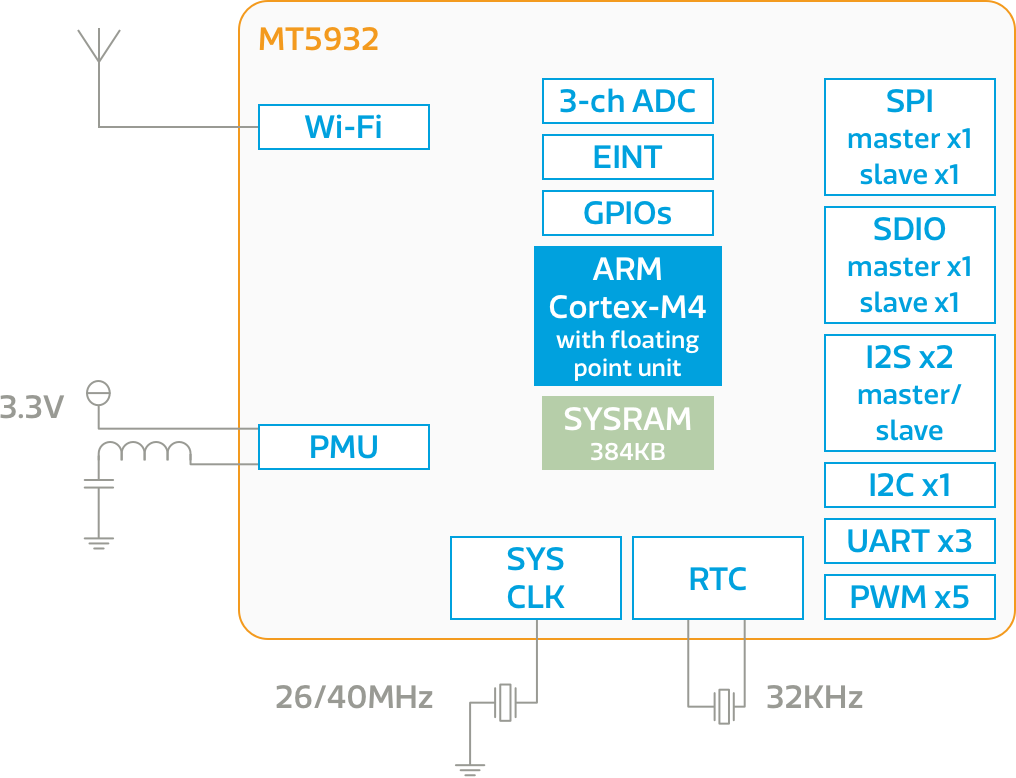 MT5932
Wi-Fi
3-ch ADC
EINT
GPIOs
ARM
Cortex-M4
with floating
point unit
SYSRAM
384KB
SPI
master x1
slave x1
SDIO
master x1
slave x1
I2S x2
master/
slave
I2C x1
UART x3
PWM x5
3.3V
PMU
SYS
CLK
RTC
26/40MHz
32KHz